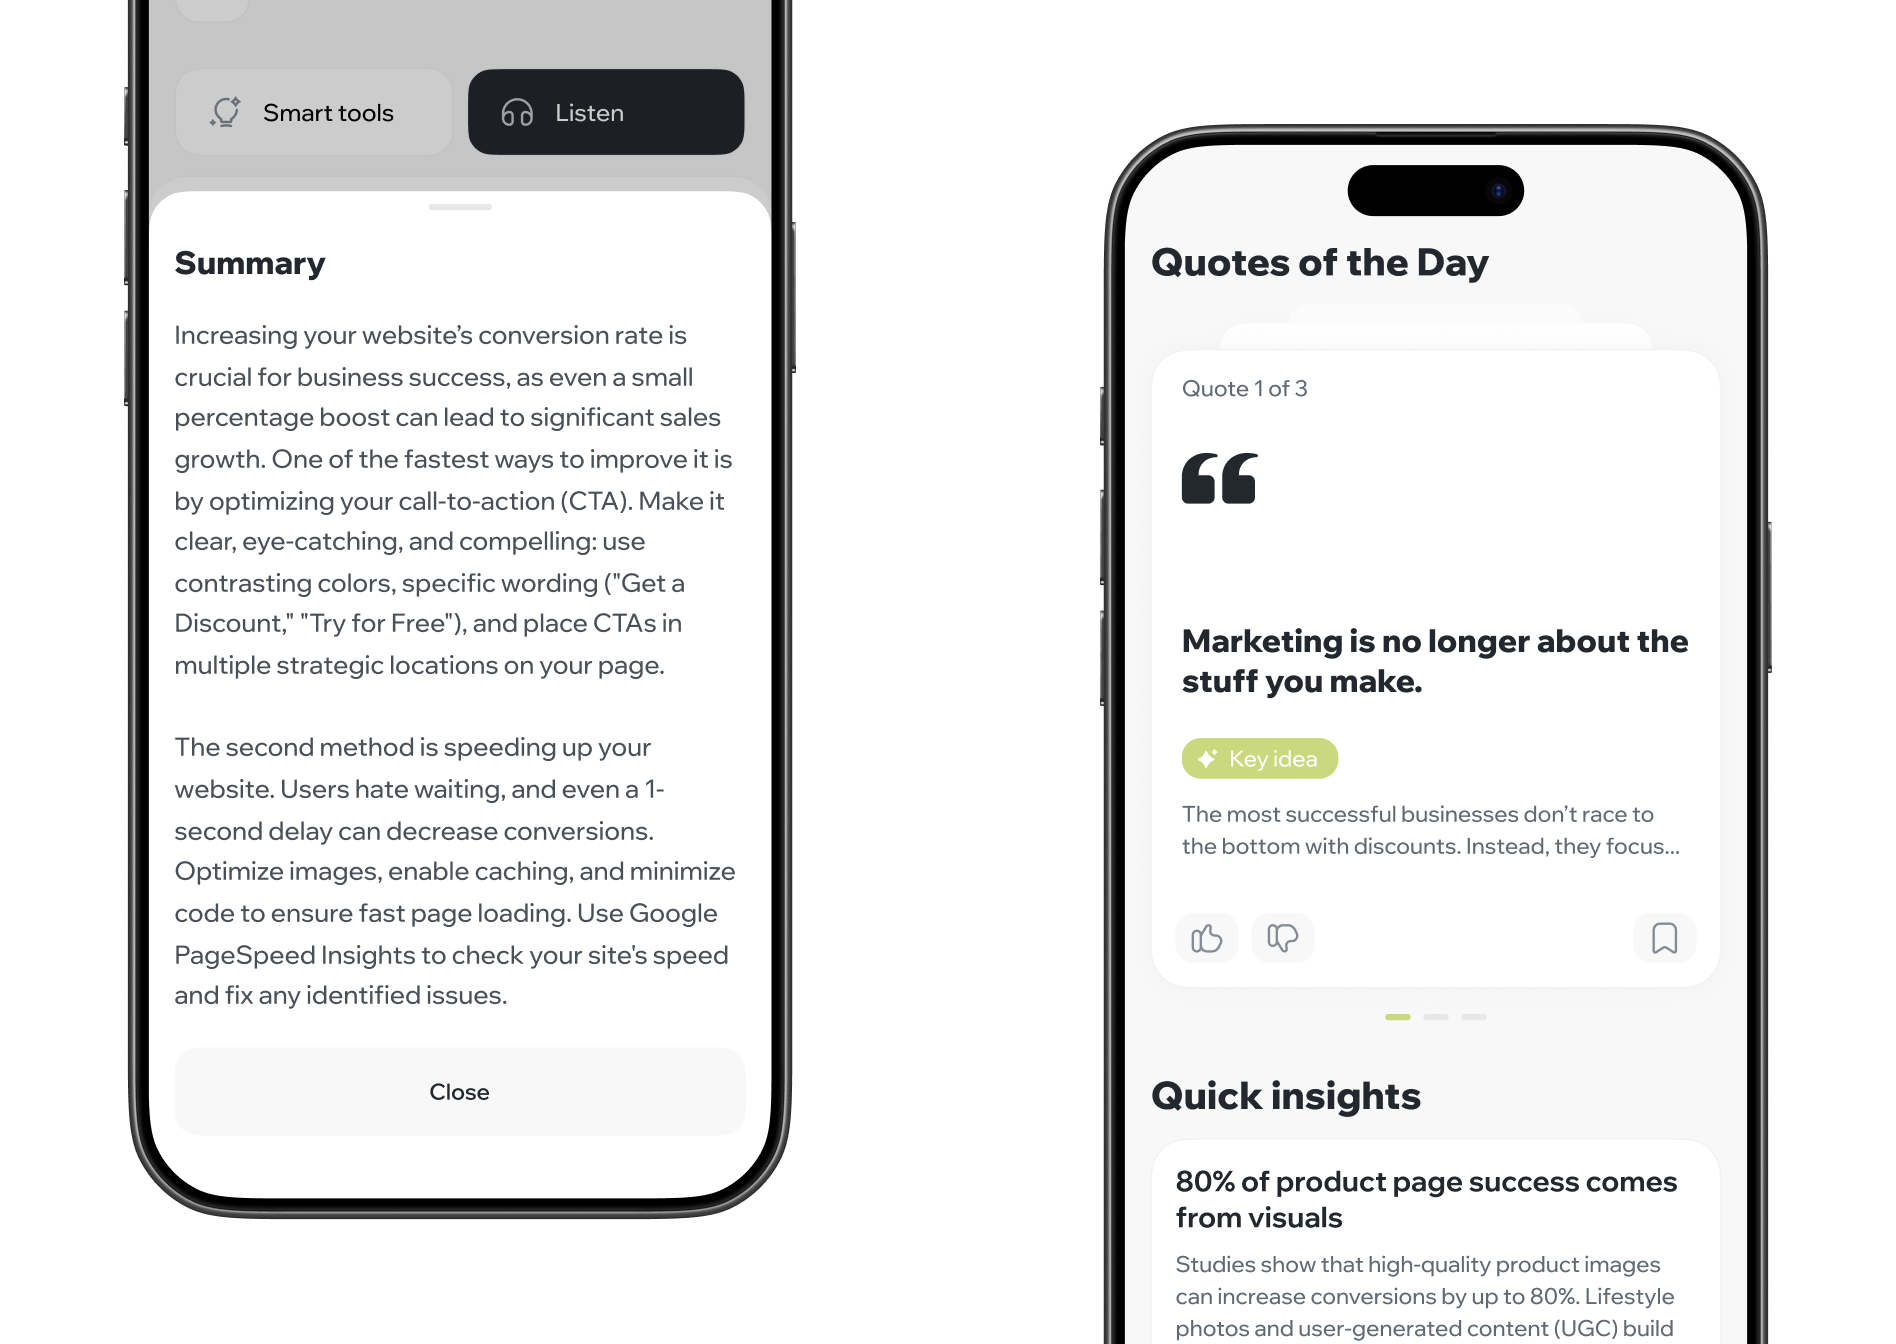 Smart tools
Listen
Summary
Increasing your website’s conversion rate is
crucial for business success, as even a small
percentage boost can lead to significant sales
growth. One of the fastest ways to improve it is
by optimizing your call-to-action (CTA). Make it
clear, eye-catching, and compelling: use
contrasting colors, specific wording ("Get a
Discount," "Try for Free"), and place CTAs in
multiple strategic locations on your page.
The second method is speeding up your
website. Users hate waiting, and even a 1-
second delay can decrease conversions.
Optimize images, enable caching, and minimize
code to ensure fast page loading. Use Google
PageSpeed Insights to check your site's speed
and fix any identified issues.
Close
Quotes of the Day
Quote 1 of 3
Marketing is no longer about the
stuff you make.
Key idea
The most successful businesses don’t race to
the bottom with discounts. Instead, they focus...
Quick insights
80% of product page success comes
from visuals
Studies show that high-quality product images
can increase conversions by up to 80%. Lifestyle
photos and user-generated content (UGC) build